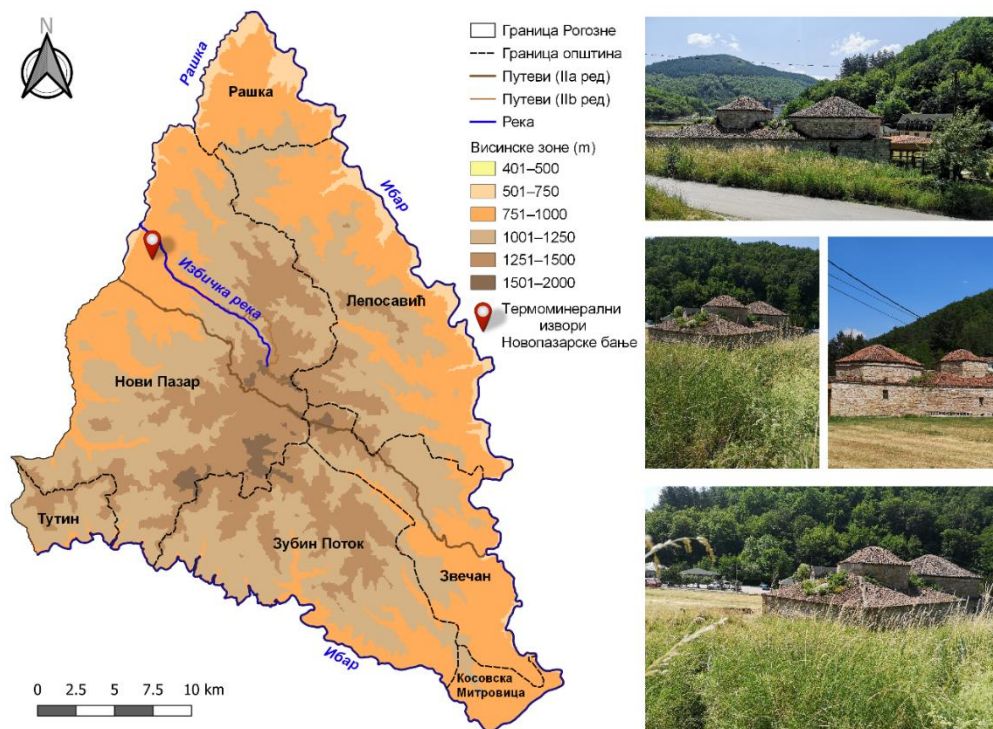 N
Рашка
Рашка
Ибар
Избичка река
Лепосавић
Нови Пазар
Тутин
Зубин Поток
Звечан
Ибар
Косовска
Митровица
0 2.5 5 7.5 10 km
Граница Рогозне
Граница општина
Путеви (IIа ред)
Путеви (IIb ред)
Река
Висинске зоне (m)
401–500
501–750
751–1000
1001–1250
1251–1500
1501–2000
Термоминерални
извори
Новопазарске бање